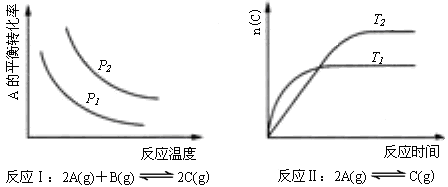 A 的平衡转化率
P₂
P₁
反应温度
反应Ⅰ:2A(g)+B(g)⇌2C(g)
n(C)
T₂
T₁
反应时间
反应Ⅱ:2A(g)⇌C(g)